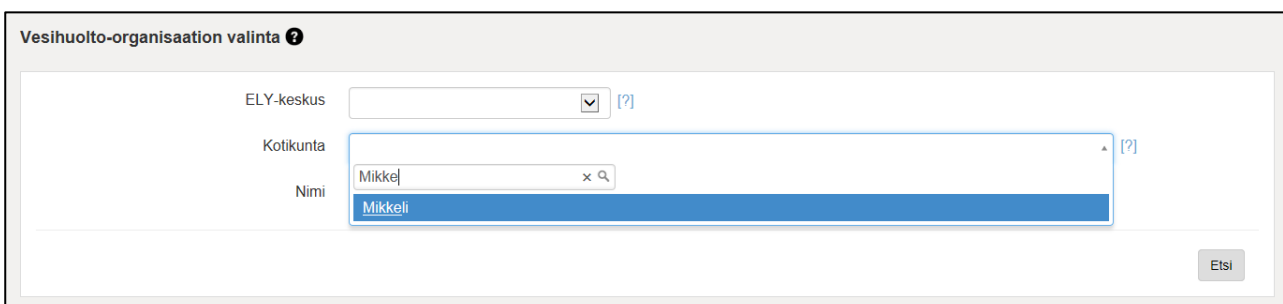 Vesihuolto-organisaation valinta ?
ELY-keskus [?]
Kotikunta [?]
Mikke
Nimi
Mikkeli
Etsi